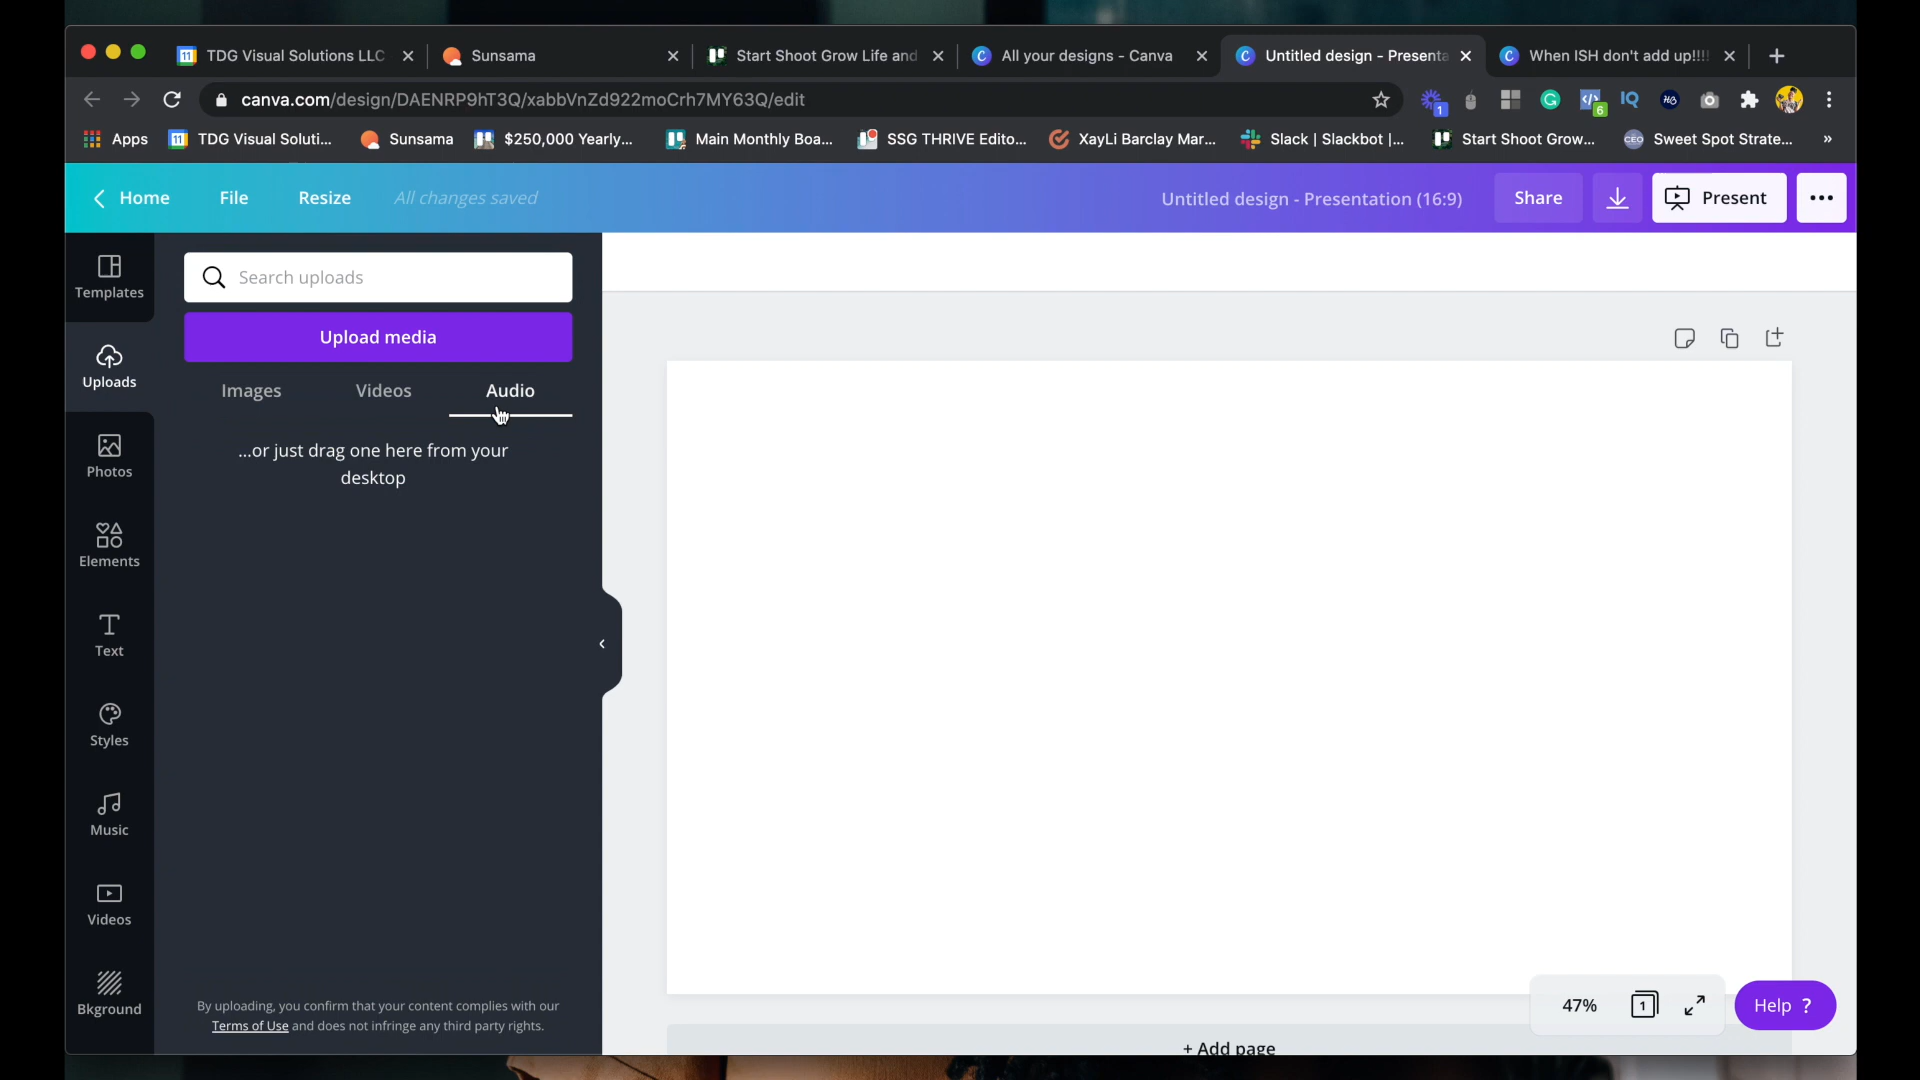 TDG Visual Solutions LLC
Sunsama
Start Shoot Grow Life and
All your designs - Canva
Untitled design - Presenta
When ISH don't add up!!!!
canva.com/design/DAENRP9hT3Q/xabbVnZd922moCrh7MY63Q/edit
1
6
IQ
Apps
TDG Visual Soluti...
Sunsama
$250,000 Yearly...
Main Monthly Boa...
SSG THRIVE Edito...
XayLi Barclay Mar...
Slack | Slackbot |...
Start Shoot Grow...
Sweet Spot Strate...
»
Home
File
Resize
All changes saved
Untitled design - Presentation (16:9)
Share
Present
Templates
Uploads
Photos
Elements
Text
Styles
Music
Videos
Bkground
Search uploads
Upload media
Images
Videos
Audio
...or just drag one here from your
desktop
By uploading, you confirm that your content complies with our
Terms of Use and does not infringe any third party rights.
47%
1
Help ?
+ Add page